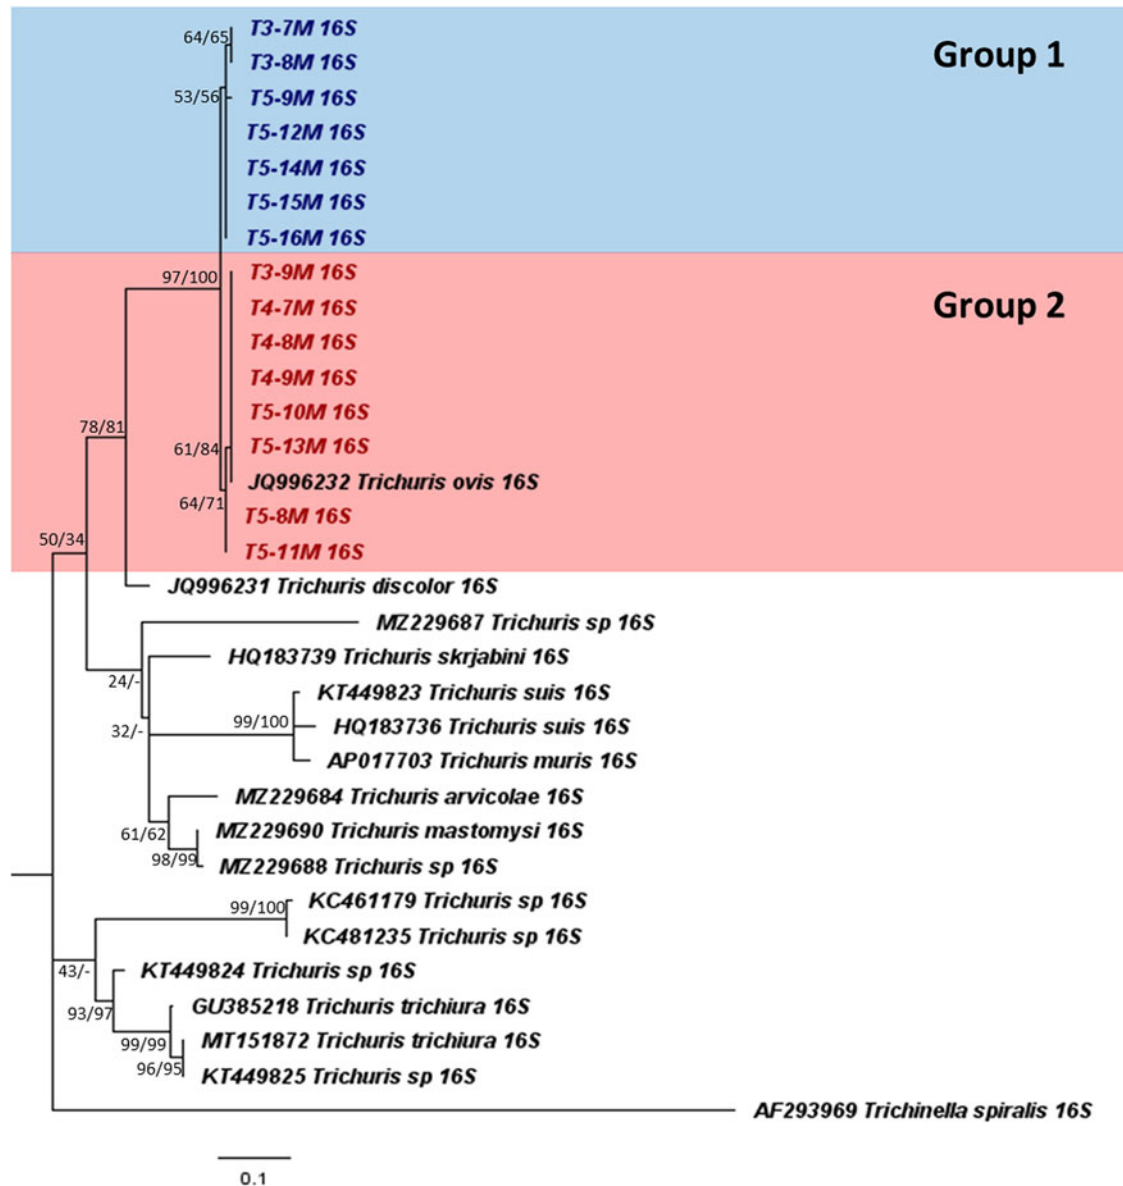 64/65
T3-7M 16S
T3-8M 16S
Group 1
53/56
T5-9M 16S
T5-12M 16S
T5-14M 16S
T5-15M 16S
T5-16M 16S
97/100
T3-9M 16S
T4-7M 16S
Group 2
T4-8M 16S
T4-9M 16S
T5-10M 16S
78/81
61/84
T5-13M 16S
JQ996232 Trichuris ovis 16S
64/71
T5-8M 16S
50/34
T5-11M 16S
JQ996231 Trichuris discolor 16S
MZ229687 Trichuris sp 16S
HQ183739 Trichuris skrjabini 16S
24/-
KT449823 Trichuris suis 16S
99/100
32/-
HQ183736 Trichuris suis 16S
AP017703 Trichuris muris 16S
MZ229684 Trichuris arvicolae 16S
61/62
MZ229690 Trichuris mastomysi 16S
98/99
MZ229688 Trichuris sp 16S
99/100
KC461179 Trichuris sp 16S
KC481235 Trichuris sp 16S
43/-
KT449824 Trichuris sp 16S
93/97
GU385218 Trichuris trichiura 16S
99/99
MT151872 Trichuris trichiura 16S
96/95
KT449825 Trichuris sp 16S
AF293969 Trichinella spiralis 16S
0.1